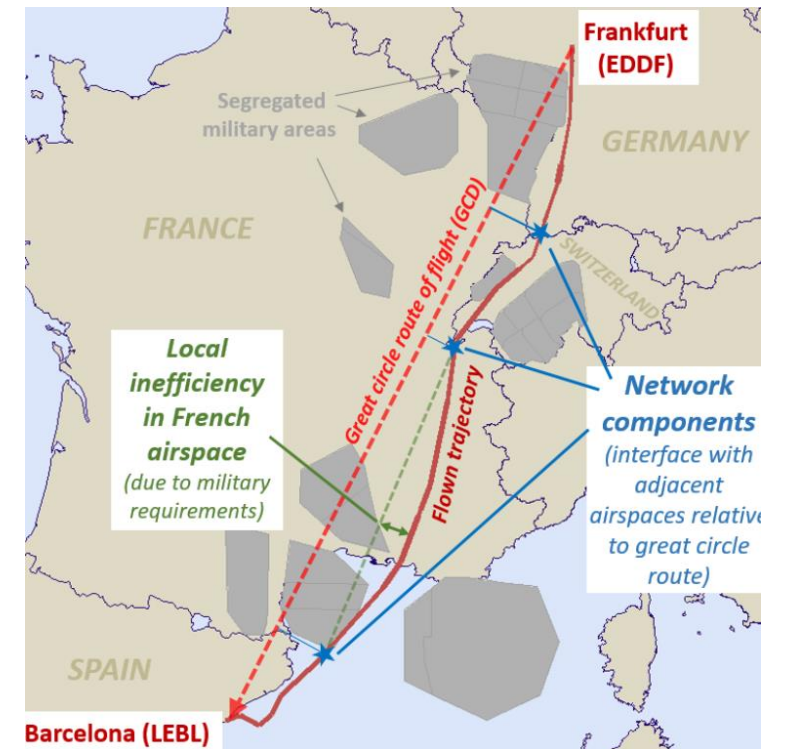 Frankfurt
(EDDF)
Segregated
military areas
GERMANY
FRANCE
Great circle route of flight (GCD)
SWITZERLAND
Local
inefficiency
in French
airspace
(due to military
requirements)
Flown trajectory
Network
components
(interface with
adjacent
airspaces relative
to great circle
route)
SPAIN
Barcelona (LEBL)